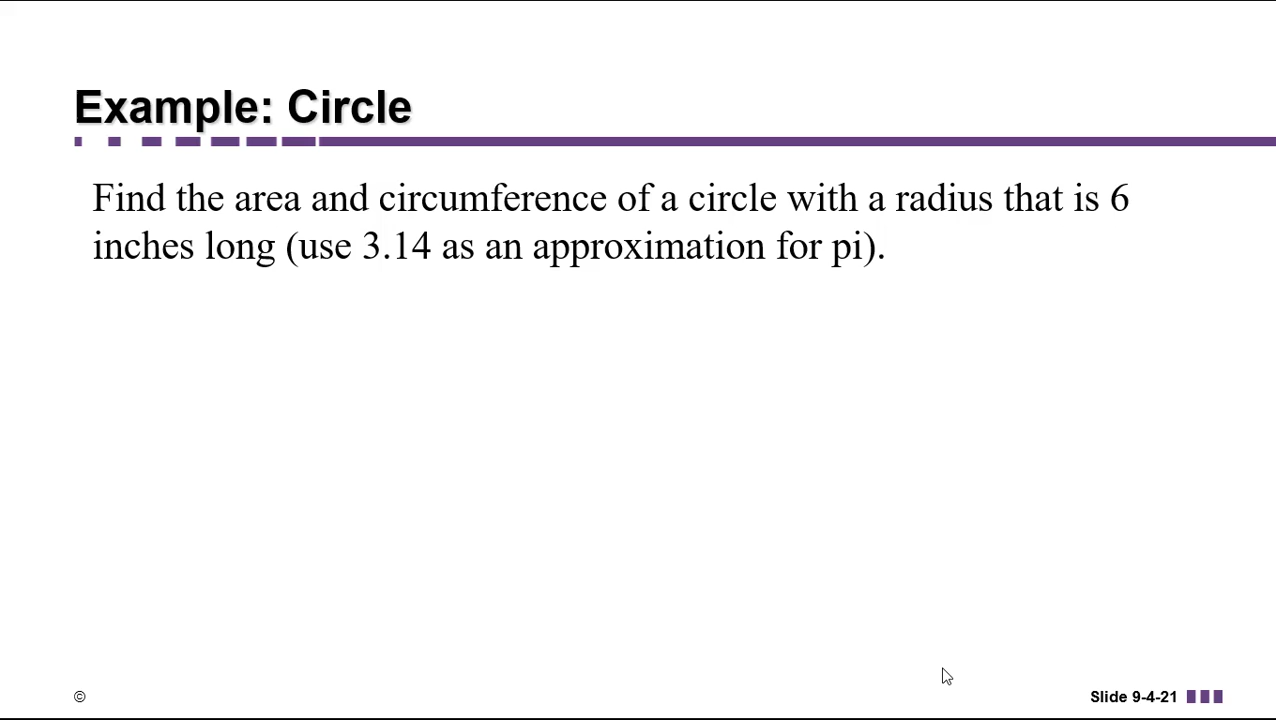 Example: Circle
Find the area and circumference of a circle with a radius that is 6
inches long (use 3.14 as an approximation for pi).
©
Slide 9-4-21